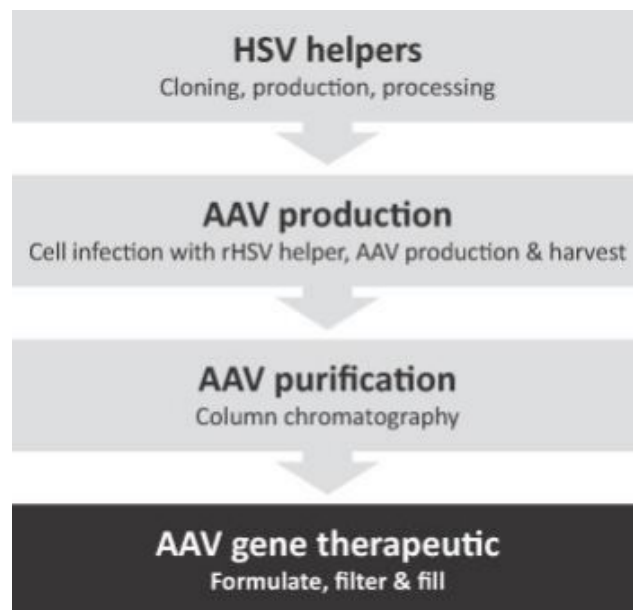 HSV helpers
Cloning, production, processing
AAV production
Cell infection with rHSV helper, AAV production & harvest
AAV purification
Column chromatography
AAV gene therapeutic
Formulate, filter & fill